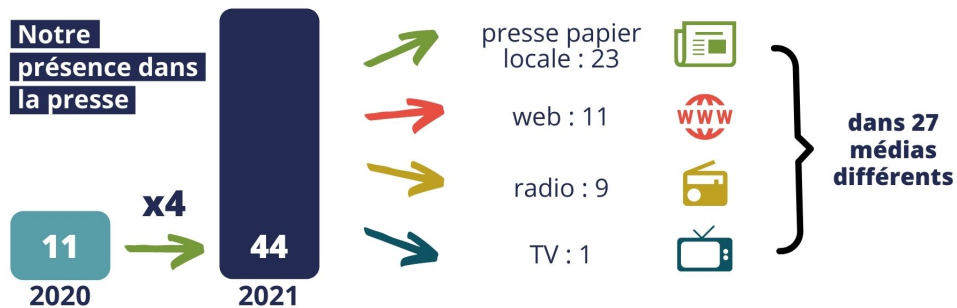 Notre
présence dans
la presse
11
2020
x4
44
2021
presse papier
locale : 23
web : 11
WWW
radio : 9
TV : 1
dans 27
médias
différents